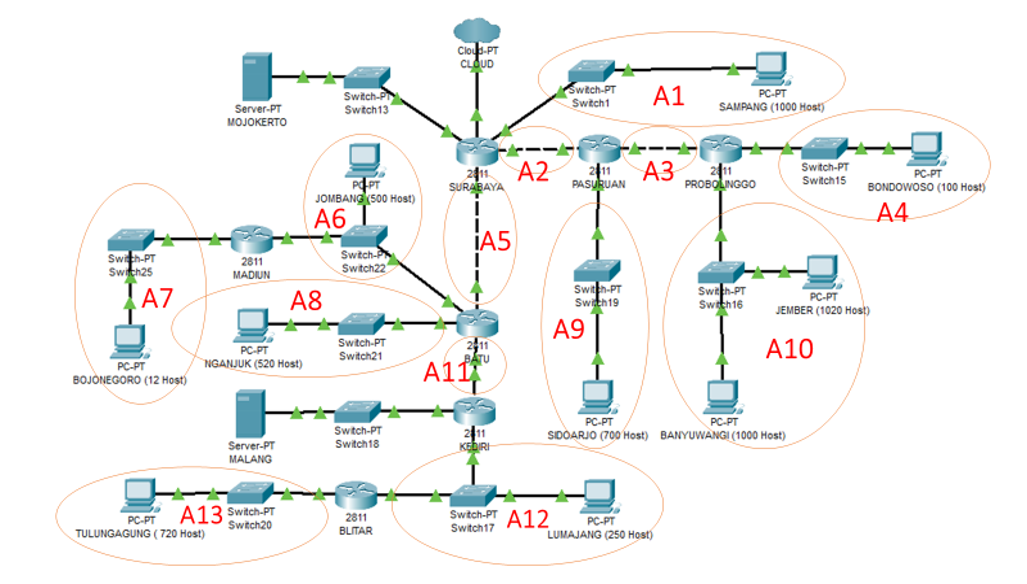 Cloud-PT
CLOUD
Server-PT
MOJOKERTO
Switch-PT
Switch13
Switch-PT
Switch1
A1
PC-PT
SAMPANG (1000 Host)
2811
SURABAYA
A2
2811
PASURUAN
A3
2811
PROBOLINGGO
Switch-PT
Switch15
PC-PT
BONDOWOSO (100 Host)
A4
PC-PT
JOMBANG (500 Host)
A6
Switch-PT
Switch22
A5
Switch-PT
Switch25
2811
MADIUN
A7
PC-PT
BOJONEGORO (12 Host)
A8
PC-PT
NGANJUK (520 Host)
Switch-PT
Switch21
2811
BATU
A11
Switch-PT
Switch19
A9
PC-PT
SIDOARJO (700 Host)
Switch-PT
Switch16
PC-PT
JEMBER (1020 Host)
A10
PC-PT
BANYUWANGI (1000 Host)
Server-PT
MALANG
Switch-PT
Switch18
2811
KEDIRI
PC-PT
TULUNGAGUNG ( 720 Host)
A13
Switch-PT
Switch20
2811
BLITAR
Switch-PT
Switch17
A12
PC-PT
LUMAJANG (250 Host)